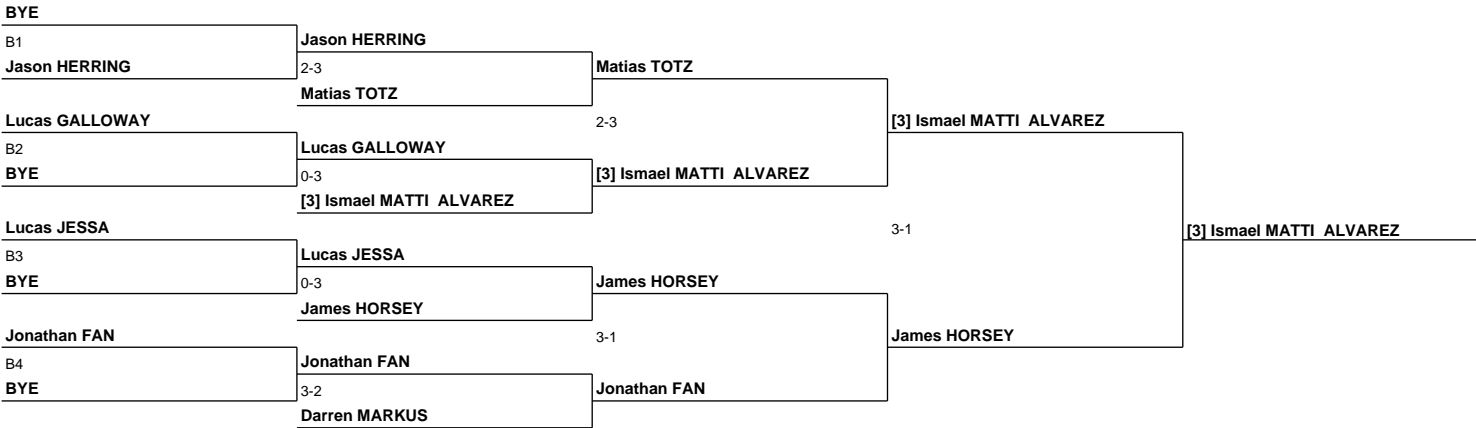 BYE
B1
Jason HERRING
Jason HERRING
2-3
Matias TOTZ
Matias TOTZ
Lucas GALLOWAY
2-3
[3] Ismael MATTI ALVAREZ
B2
Lucas GALLOWAY
BYE
0-3
[3] Ismael MATTI ALVAREZ
[3] Ismael MATTI ALVAREZ
Lucas JESSA
3-1
[3] Ismael MATTI ALVAREZ
B3
Lucas JESSA
BYE
0-3
James HORSEY
James HORSEY
Jonathan FAN
3-1
James HORSEY
B4
Jonathan FAN
BYE
3-2
Jonathan FAN
Darren MARKUS